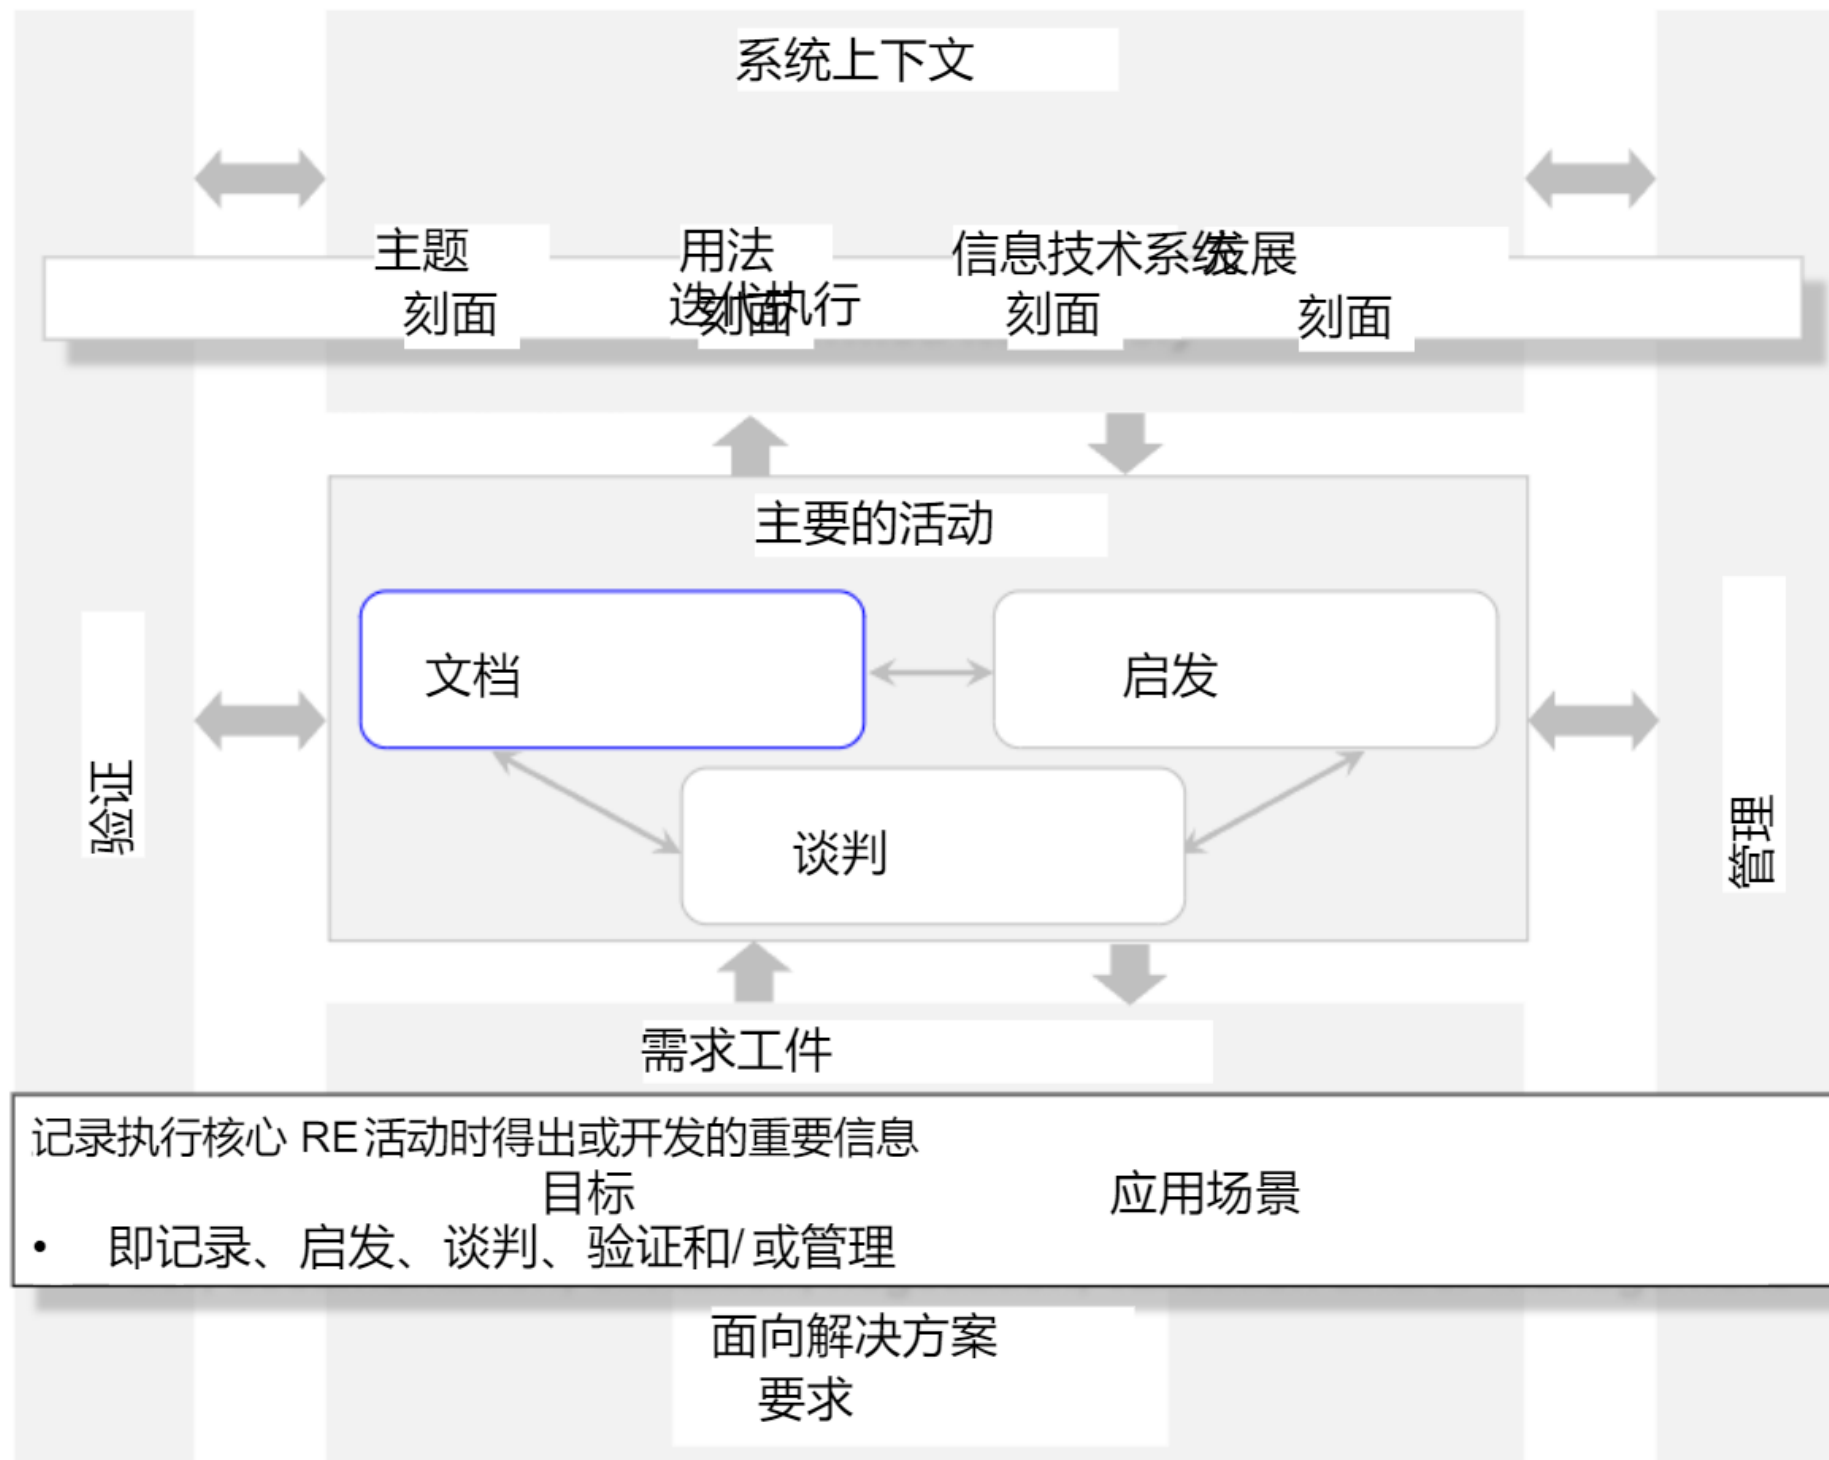 系统上下文
主题
用法
信息技术系统
发展
刻面
刻面
刻面
刻面
迭代执行
主要的活动
文档
启发
谈判
验证
管理
需求工件
记录执行核心 RE 活动时得出或开发的重要信息
目标
应用场景
• 即记录、启发、谈判、验证和/ 或管理
面向解决方案
要求